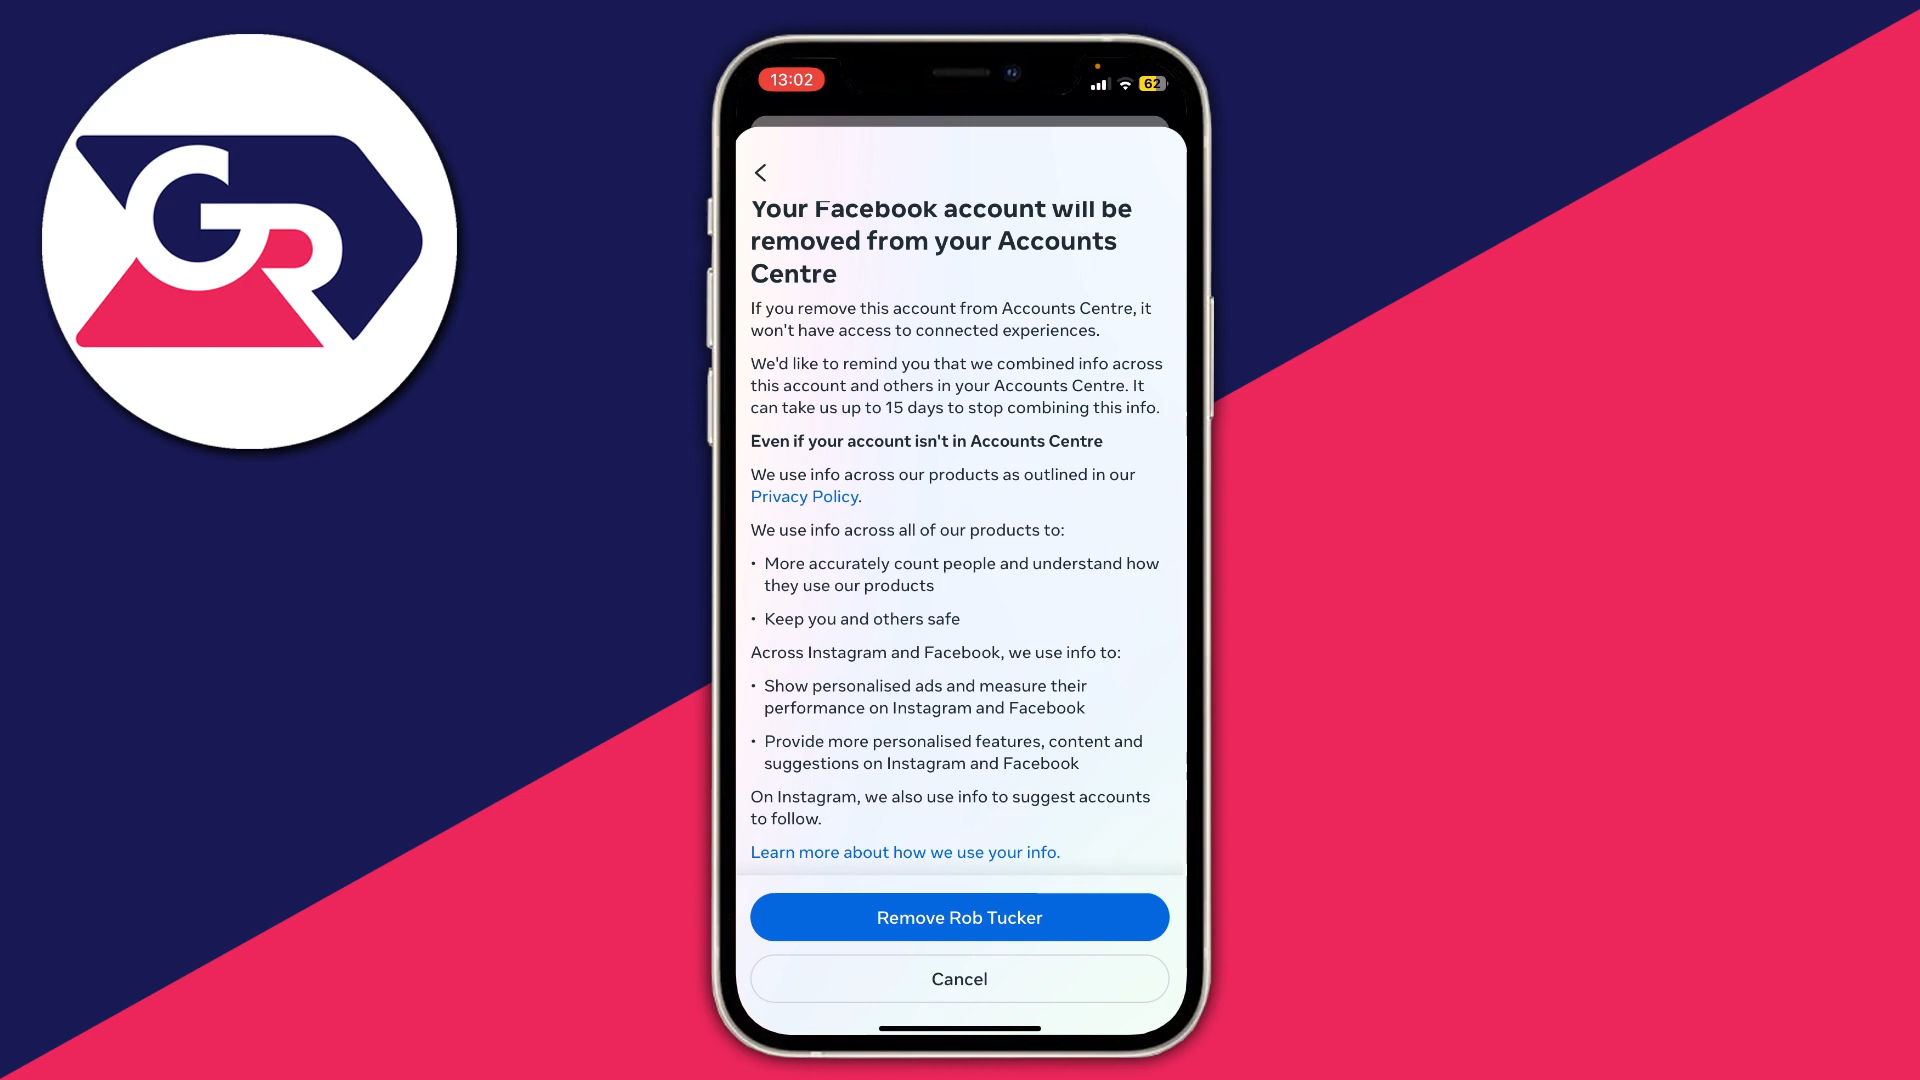 GR
13:02
62
Your Facebook account will be
removed from your Accounts
Centre
If you remove this account from Accounts Centre, it
won't have access to connected experiences.
We'd like to remind you that we combined info across
this account and others in your Accounts Centre. It
can take us up to 15 days to stop combining this info.
Even if your account isn't in Accounts Centre
We use info across our products as outlined in our
Privacy Policy.
We use info across all of our products to:
• More accurately count people and understand how
they use our products
• Keep you and others safe
Across Instagram and Facebook, we use info to:
• Show personalised ads and measure their
performance on Instagram and Facebook
• Provide more personalised features, content and
suggestions on Instagram and Facebook
On Instagram, we also use info to suggest accounts
to follow.
Learn more about how we use your info.
Remove Rob Tucker
Cancel